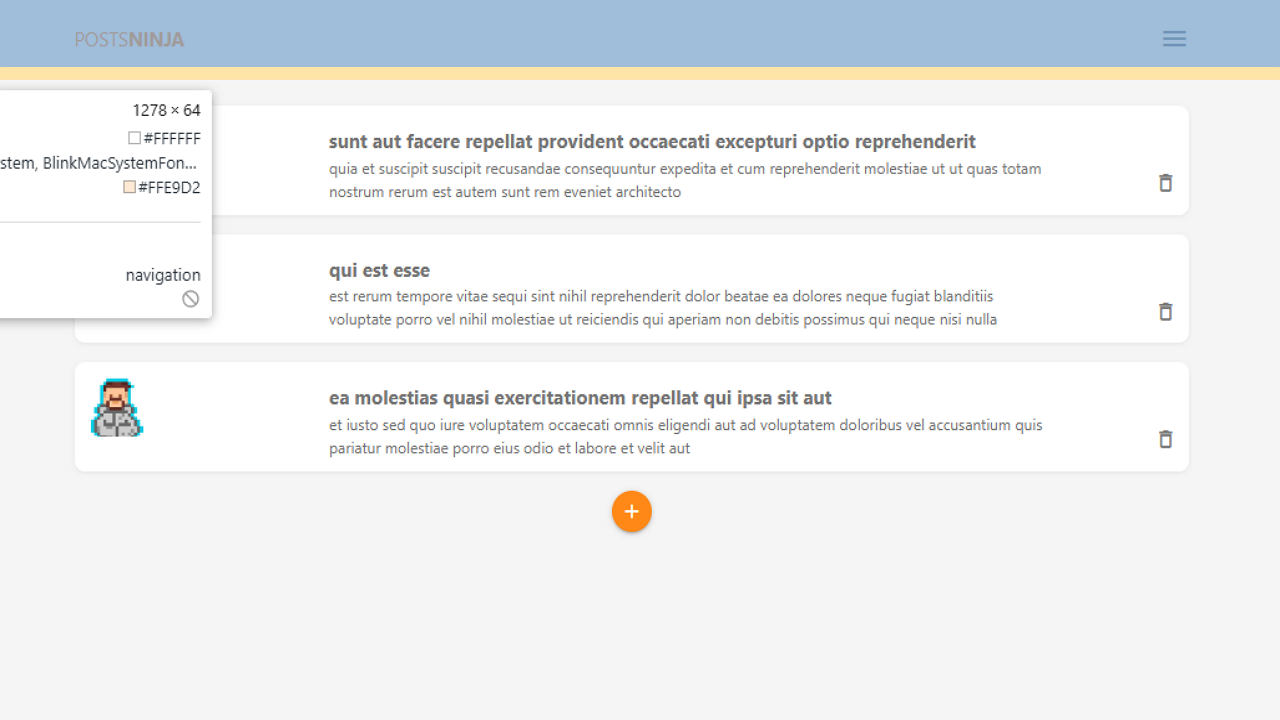 POSTSNINJA
1278 × 64
#FFFFFF
stem, BlinkMacSystemFon...
#FFE9D2
navigation
sunt aut facere repellat provident occaecati excepturi optio reprehenderit
quia et suscipit suscipit recusandae consequuntur expedita et cum reprehenderit molestiae ut ut quas totam
nostrum rerum est autem sunt rem eveniet architecto
qui est esse
est rerum tempore vitae sequi sint nihil reprehenderit dolor beatae ea dolores neque fugiat blanditiis
voluptate porro vel nihil molestiae ut reiciendis qui aperiam non debitis possimus qui neque nisi nulla
ea molestias quasi exercitationem repellat qui ipsa sit aut
et iusto sed quo iure voluptatem occaecati omnis eligendi aut ad voluptatem doloribus vel accusantium quis
pariatur molestiae porro eius odio et labore et velit aut
+